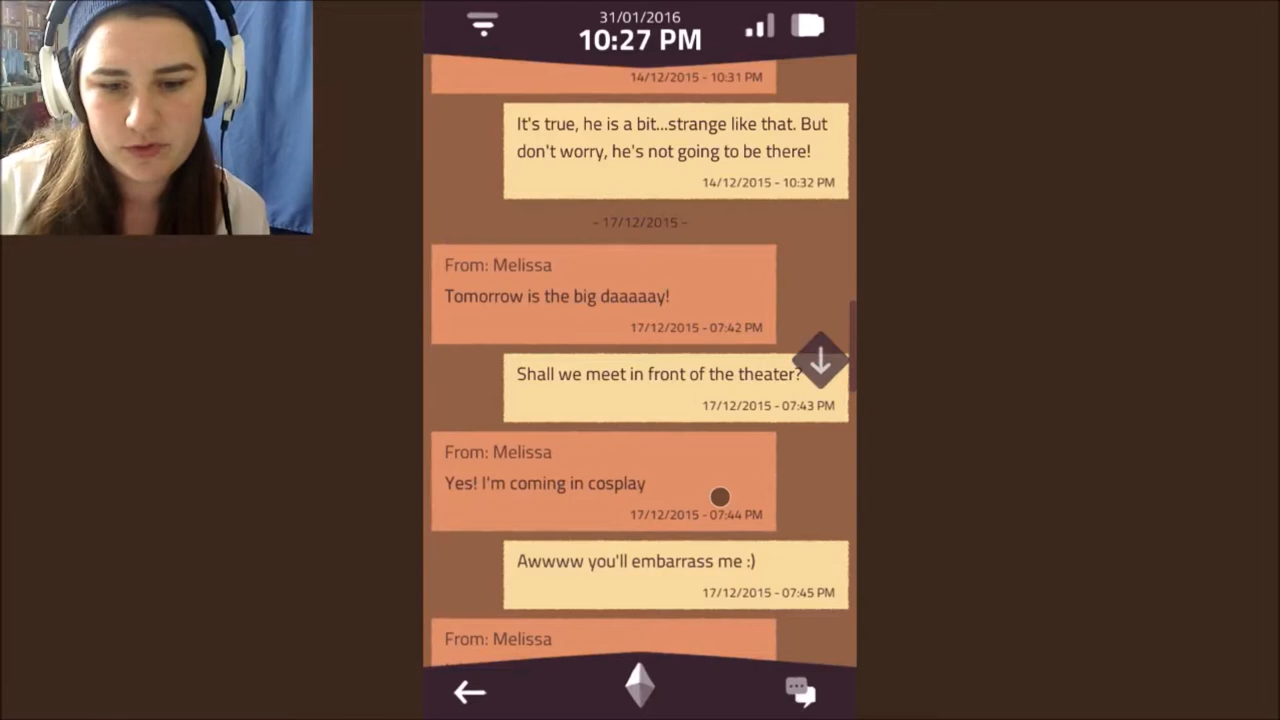 31/01/2016
10:27 PM
14/12/2015 - 10:31 PM
It's true, he is a bit...strange like that. But
don't worry, he's not going to be there!
14/12/2015 - 10:32 PM
- 17/12/2015 -
From: Melissa
Tomorrow is the big daaaaay!
17/12/2015 - 07:42 PM
Shall we meet in front of the theater?
17/12/2015 - 07:43 PM
From: Melissa
Yes! I'm coming in cosplay
17/12/2015 - 07:44 PM
Awwww you'll embarrass me :)
17/12/2015 - 07:45 PM
From: Melissa